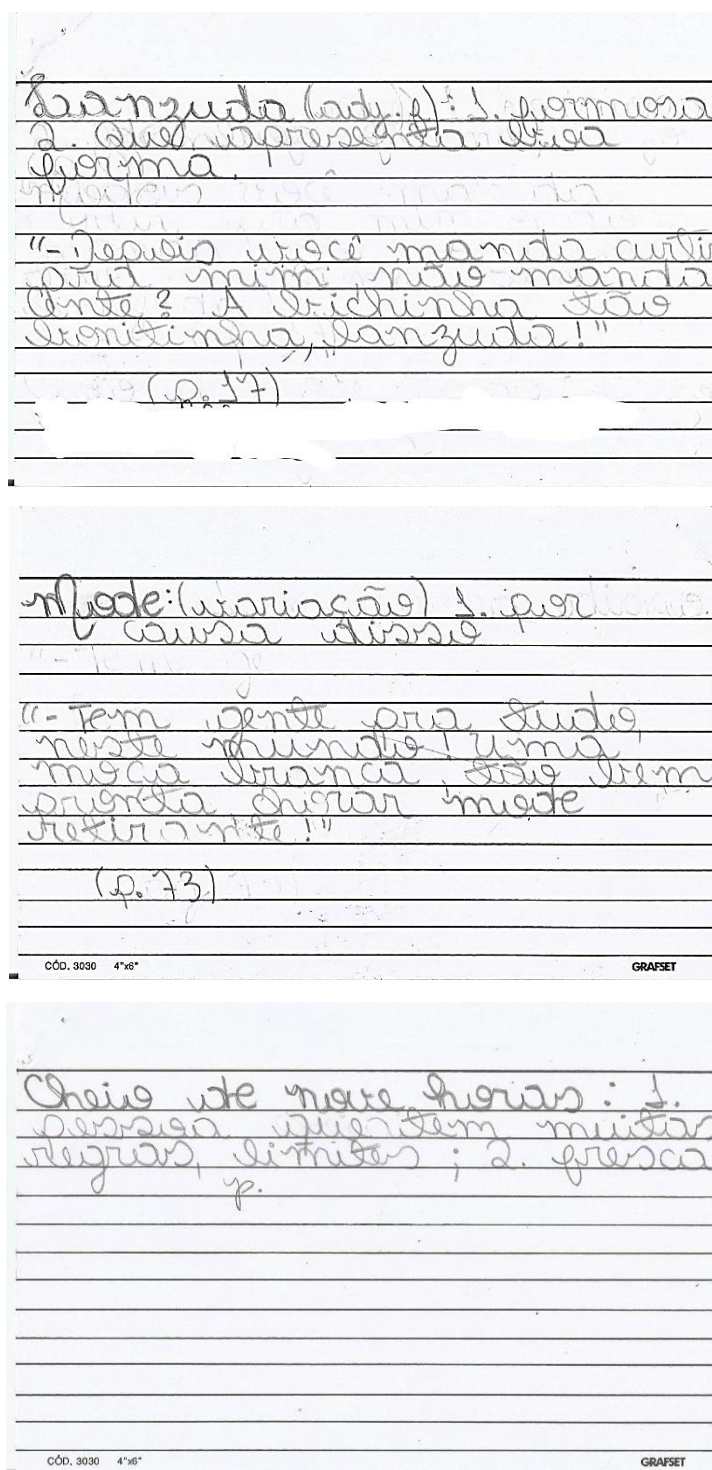 Lanzuda (adj. f): 1. formosa
2. Que apresenta boa
forma.
"- Depois você manda curtir
pra mim, não manda
Cente? A bichinha tão
bonitinha, lanzuda!"
(p. 17)
Mode: (variação) 1. por
causa disso
"- Tem gente pra tudo,
neste mundo! Uma
moça branca, tão bem
pronta chorar mode
retirante!"
(p. 73)
CÓD. 3030 4"x6"
GRAFSET
Cheio de nove horas: 1.
pessoa que tem muitas
regras, limites; 2. fresca
p.
CÓD. 3030 4"x6"
GRAFSET